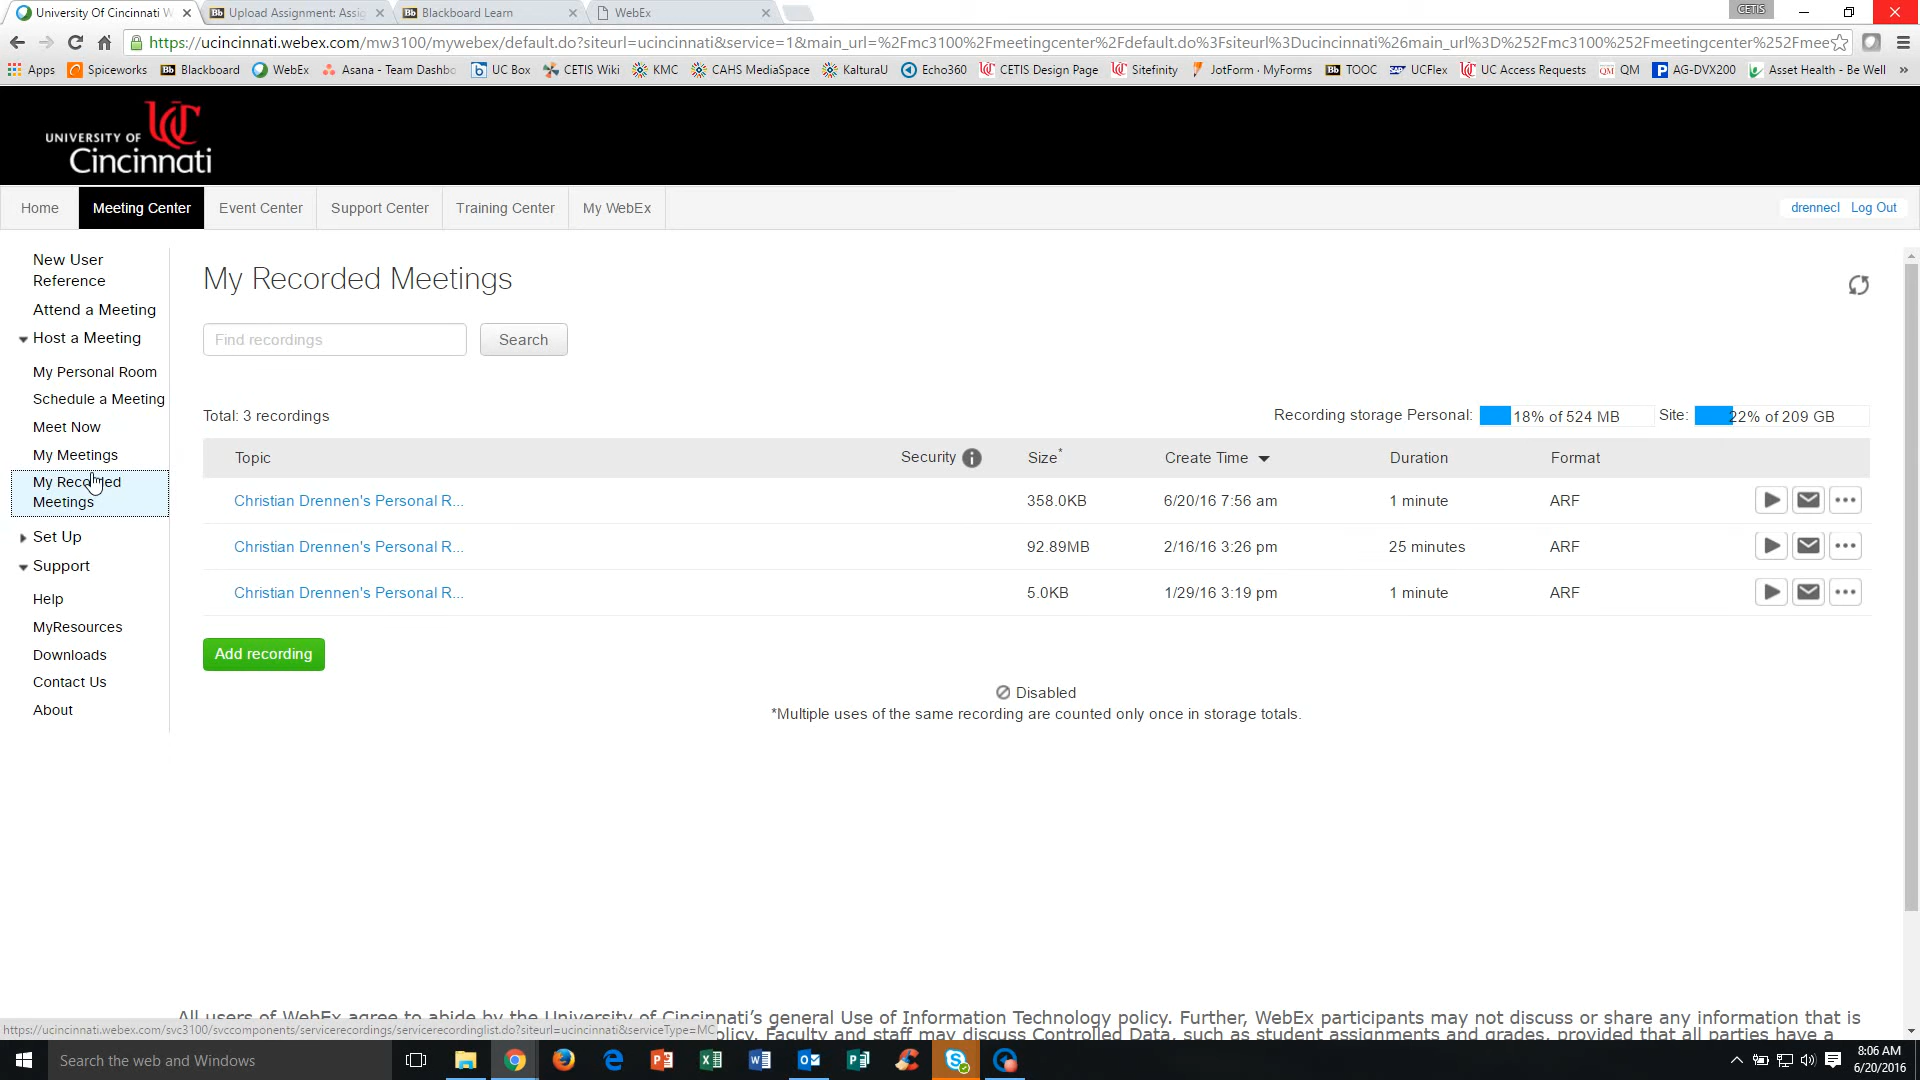 University Of Cincinnati W
Upload Assignment: Assig
Blackboard Learn
WebEx
CETIS
https://ucincinnati.webex.com/mw3100/mywebex/default.do?siteurl=ucincinnati&service=1&main_url=%2Fmc3100%2Fmeetingcenter%2Fdefault.do%3Fsiteurl%3Ducincinnati%26main_url%3D%252Fmc3100%252Fmeetingcenter%252Fmee
Apps Spiceworks Blackboard WebEx Asana - Team Dashbo UC Box CETIS Wiki KMC CAHS MediaSpace KalturaU Echo360 CETIS Design Page Sitefinity JotForm · MyForms TOOC UCFlex UC Access Requests QM AG-DVX200 Asset Health - Be Well »
UNIVERSITY OF
Cincinnati
Home Meeting Center Event Center Support Center Training Center My WebEx drennecl Log Out
New User
Reference
Attend a Meeting
Host a Meeting
My Personal Room
Schedule a Meeting
Meet Now
My Meetings
My Recorded
Meetings
Set Up
Support
Help
MyResources
Downloads
Contact Us
About
My Recorded Meetings
Find recordings Search
Total: 3 recordings Recording storage Personal: 18% of 524 MB Site: 22% of 209 GB
Topic Security Size* Create Time Duration Format
Christian Drennen's Personal R... 358.0KB 6/20/16 7:56 am 1 minute ARF
Christian Drennen's Personal R... 92.89MB 2/16/16 3:26 pm 25 minutes ARF
Christian Drennen's Personal R... 5.0KB 1/29/16 3:19 pm 1 minute ARF
Add recording
Disabled
*Multiple uses of the same recording are counted only once in storage totals.
All users of WebEx agree to abide by the University of Cincinnati's general Use of Information Technology policy. Further, WebEx participants may not discuss or share any information that is
https://ucincinnati.webex.com/svc3100/svccomponents/servicerecordings/servicerecordinglist.do?siteurl=ucincinnati&serviceType=MC
policy. Faculty and staff may discuss Controlled Data, such as student assignments and grades, provided that all parties have a
Search the web and Windows
8:06 AM
6/20/2016